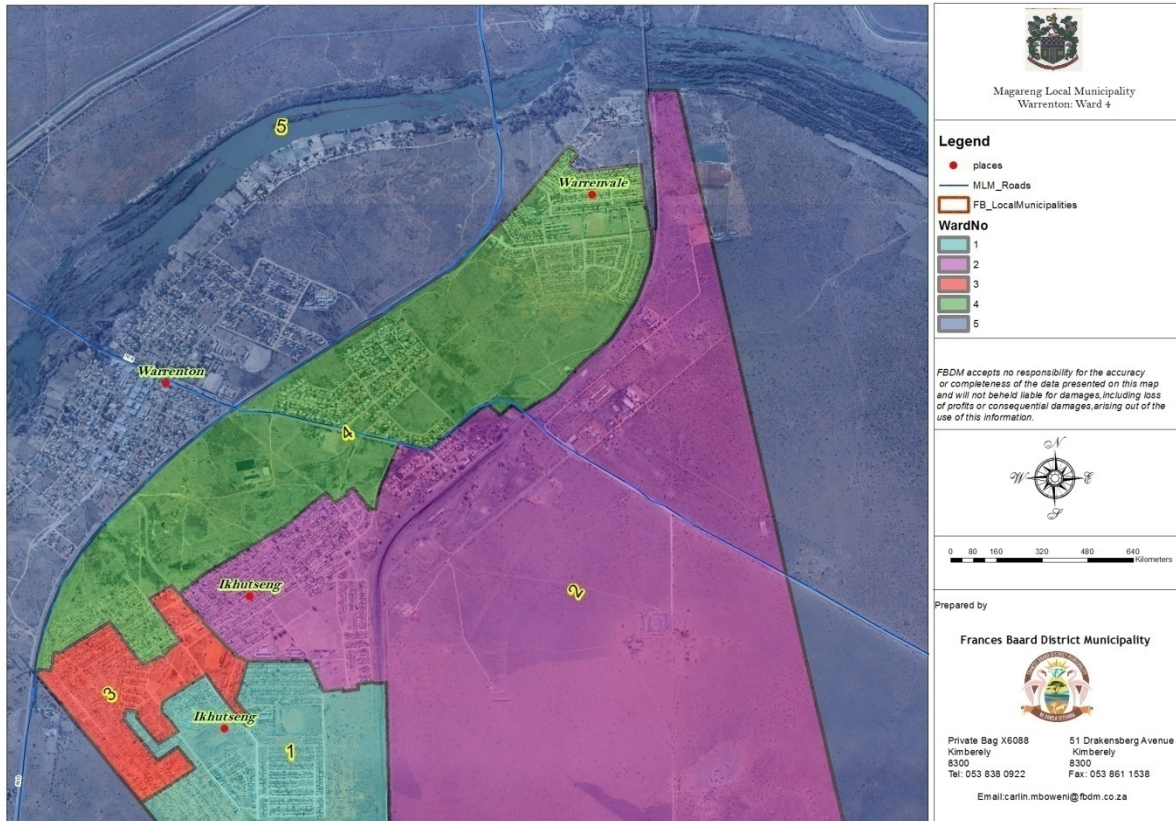 5
Warrenvale
Warrenton
4
Ikhutseng
2
3
Ikhutseng
1
Magareng Local Municipality
Warrenton: Ward 4
Legend
places
MLM_Roads
FB_LocalMunicipalities
WardNo
1
2
3
4
5
FBDM accepts no responsibility for the accuracy
or completeness of the data presented on this map
and will not beheld liable for damages,including loss
of profits or consequential damages,arising out of the
use of this information.
N
W E
S
0 80 160 320 480 640
Kilometers
Prepared by
Frances Baard District Municipality
Private Bag X6088 51 Drakensberg Avenue
Kimberely Kimberely
8300 8300
Tel: 053 838 0922 Fax: 053 861 1538
Email:carlin.mboweni@fbdm.co.za